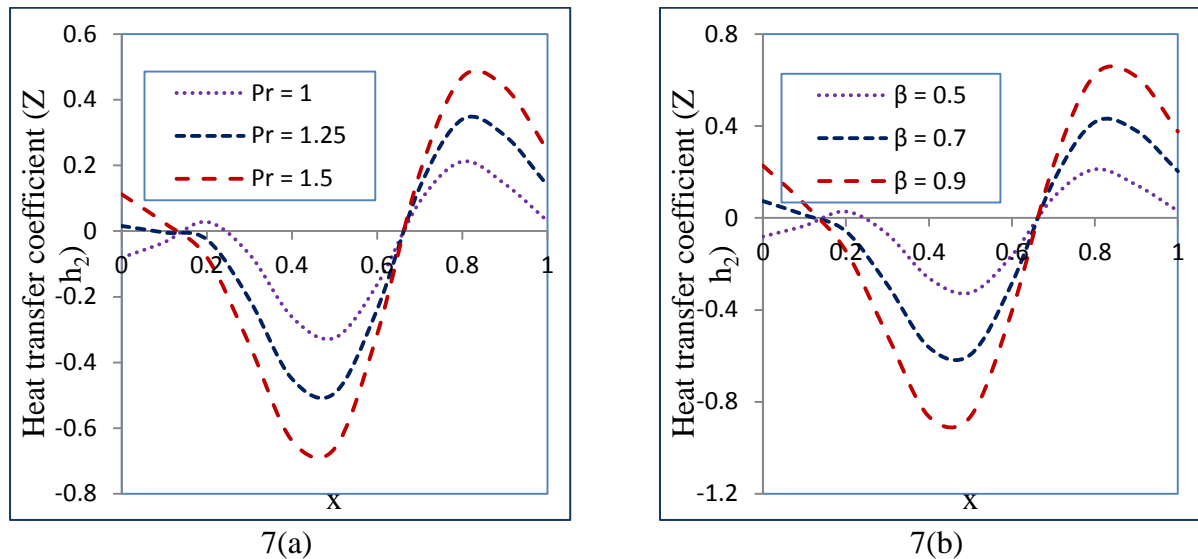 Heat transfer coefficient (Z
h2)
0.6
0.4
0.2
0
-0.2
-0.4
-0.6
-0.8
Pr = 1
Pr = 1.25
Pr = 1.5
0 0.2 0.4 0.6 0.8 1
x
7(a)
Heat transfer coefficient (Z
h2)
0.8
0.4
0
-0.4
-0.8
-1.2
β = 0.5
β = 0.7
β = 0.9
0 0.2 0.4 0.6 0.8 1
x
7(b)